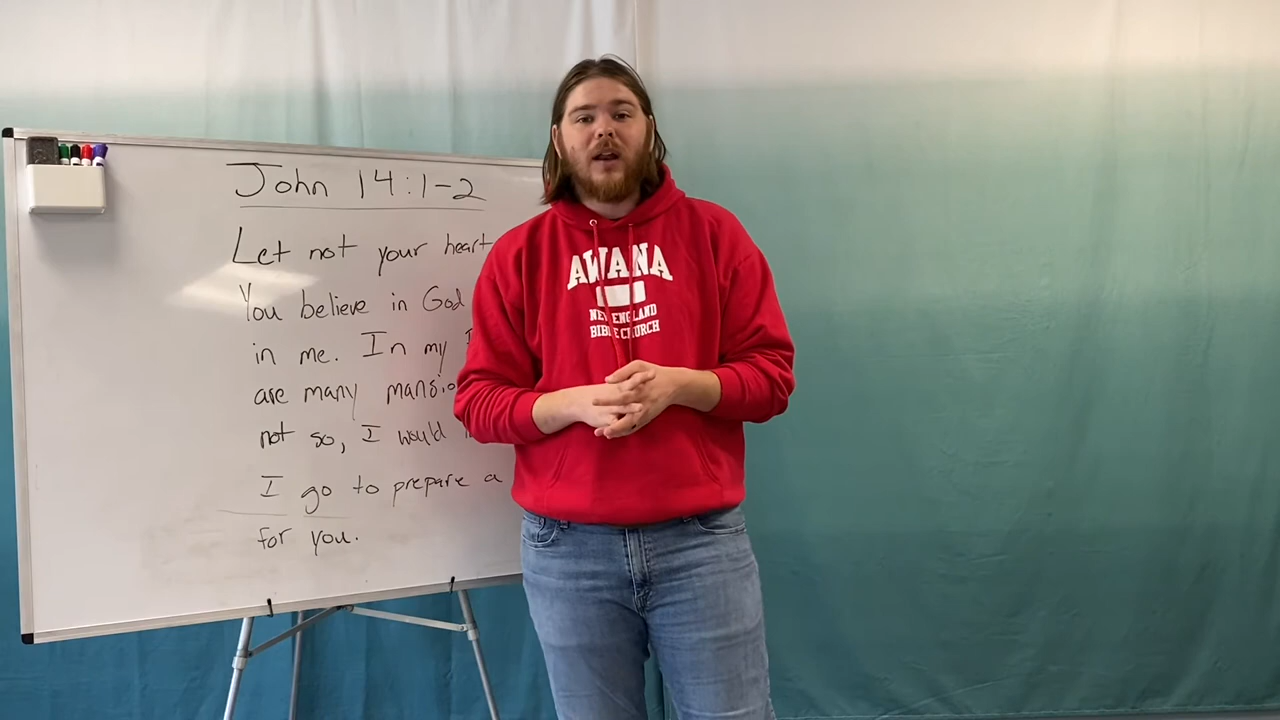 John 14:1-2
Let not your heart
You believe in God
in me. In my
are many mansio
not so, I would
I go to prepare a
for you.
AWANA
NEW ENGLAND
BIBLE CHURCH